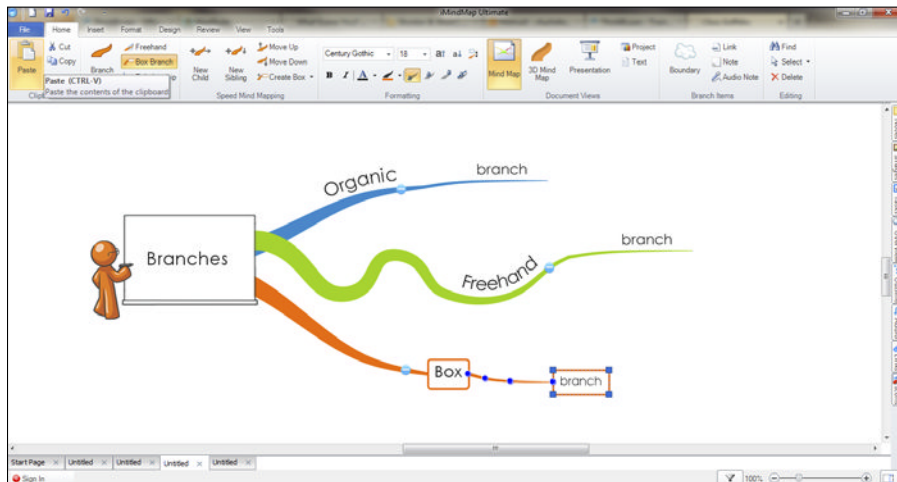 iMindMap Ultimate
File Home Insert Format Design Review View Tools
Paste
Cut
Copy
Branch
Freehand
Box Branch
New Child
New Sibling
Move Up
Move Down
Create Box
Century Gothic 18
B I A
Mind Map
3D Mind Map
Presentation
Project
Text
Boundary
Link
Note
Audio Note
Find
Select
Delete
Speed Mind Mapping
Formatting
Document Views
Branch Items
Editing
Paste (CTRL-V)
Paste the contents of the clipboard
Organic
branch
Branches
Freehand
branch
Box
branch
Start Page Untitled Untitled Untitled Untitled
Sign In
100%